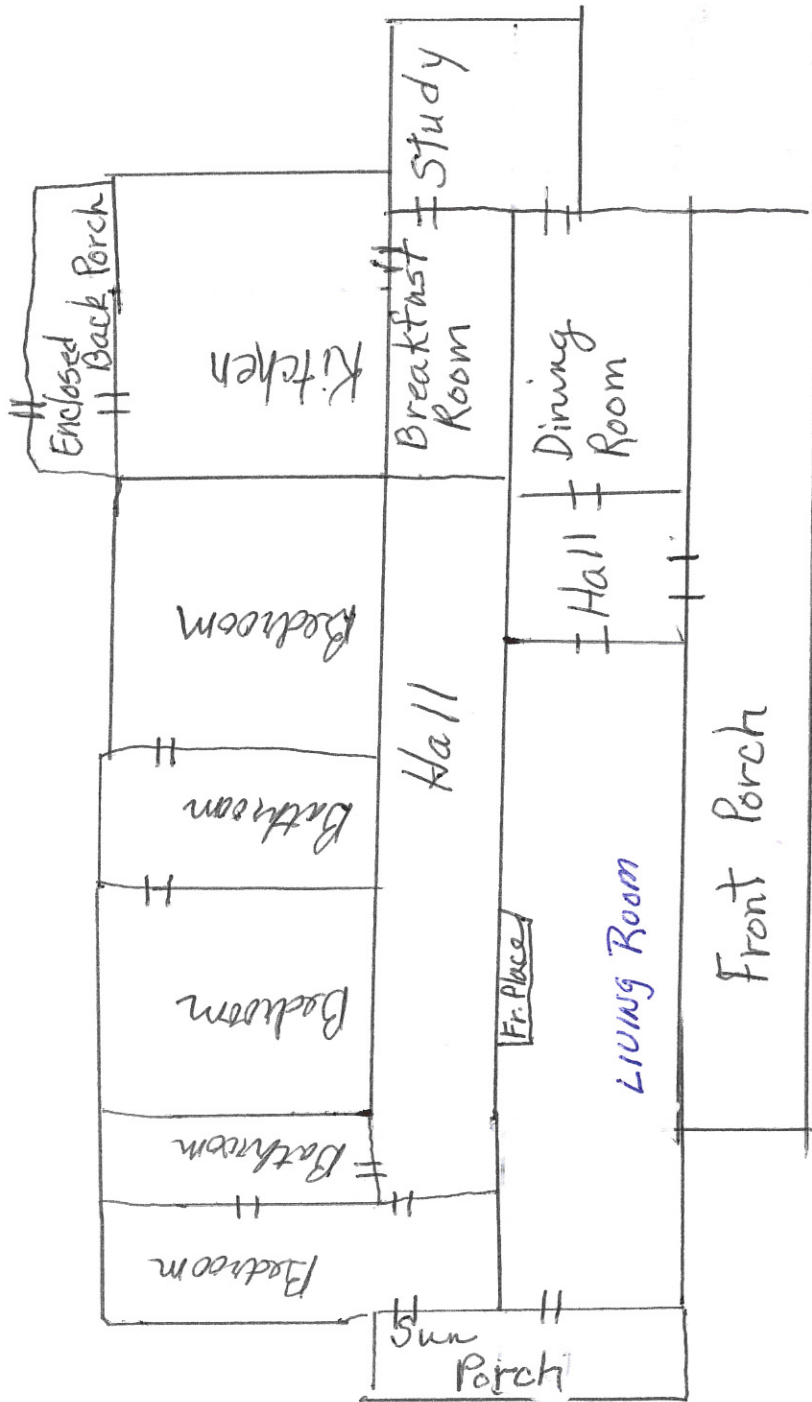 Enclosed
Back Porch
Kitchen
Breakfast
Room
Study
Bedroom
Bathroom
Bedroom
Bathroom
Bedroom
Hall
Dining
Room
Hall
Fr. Place
LIVING ROOM
Sun
Porch
Front Porch